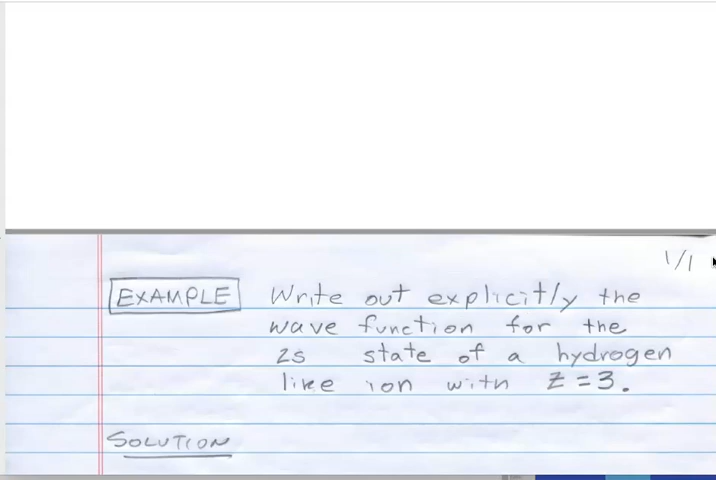 1/1
EXAMPLE Write out explicitly the
wave function for the
2s state of a hydrogen
like ion with Z = 3.
SOLUTION